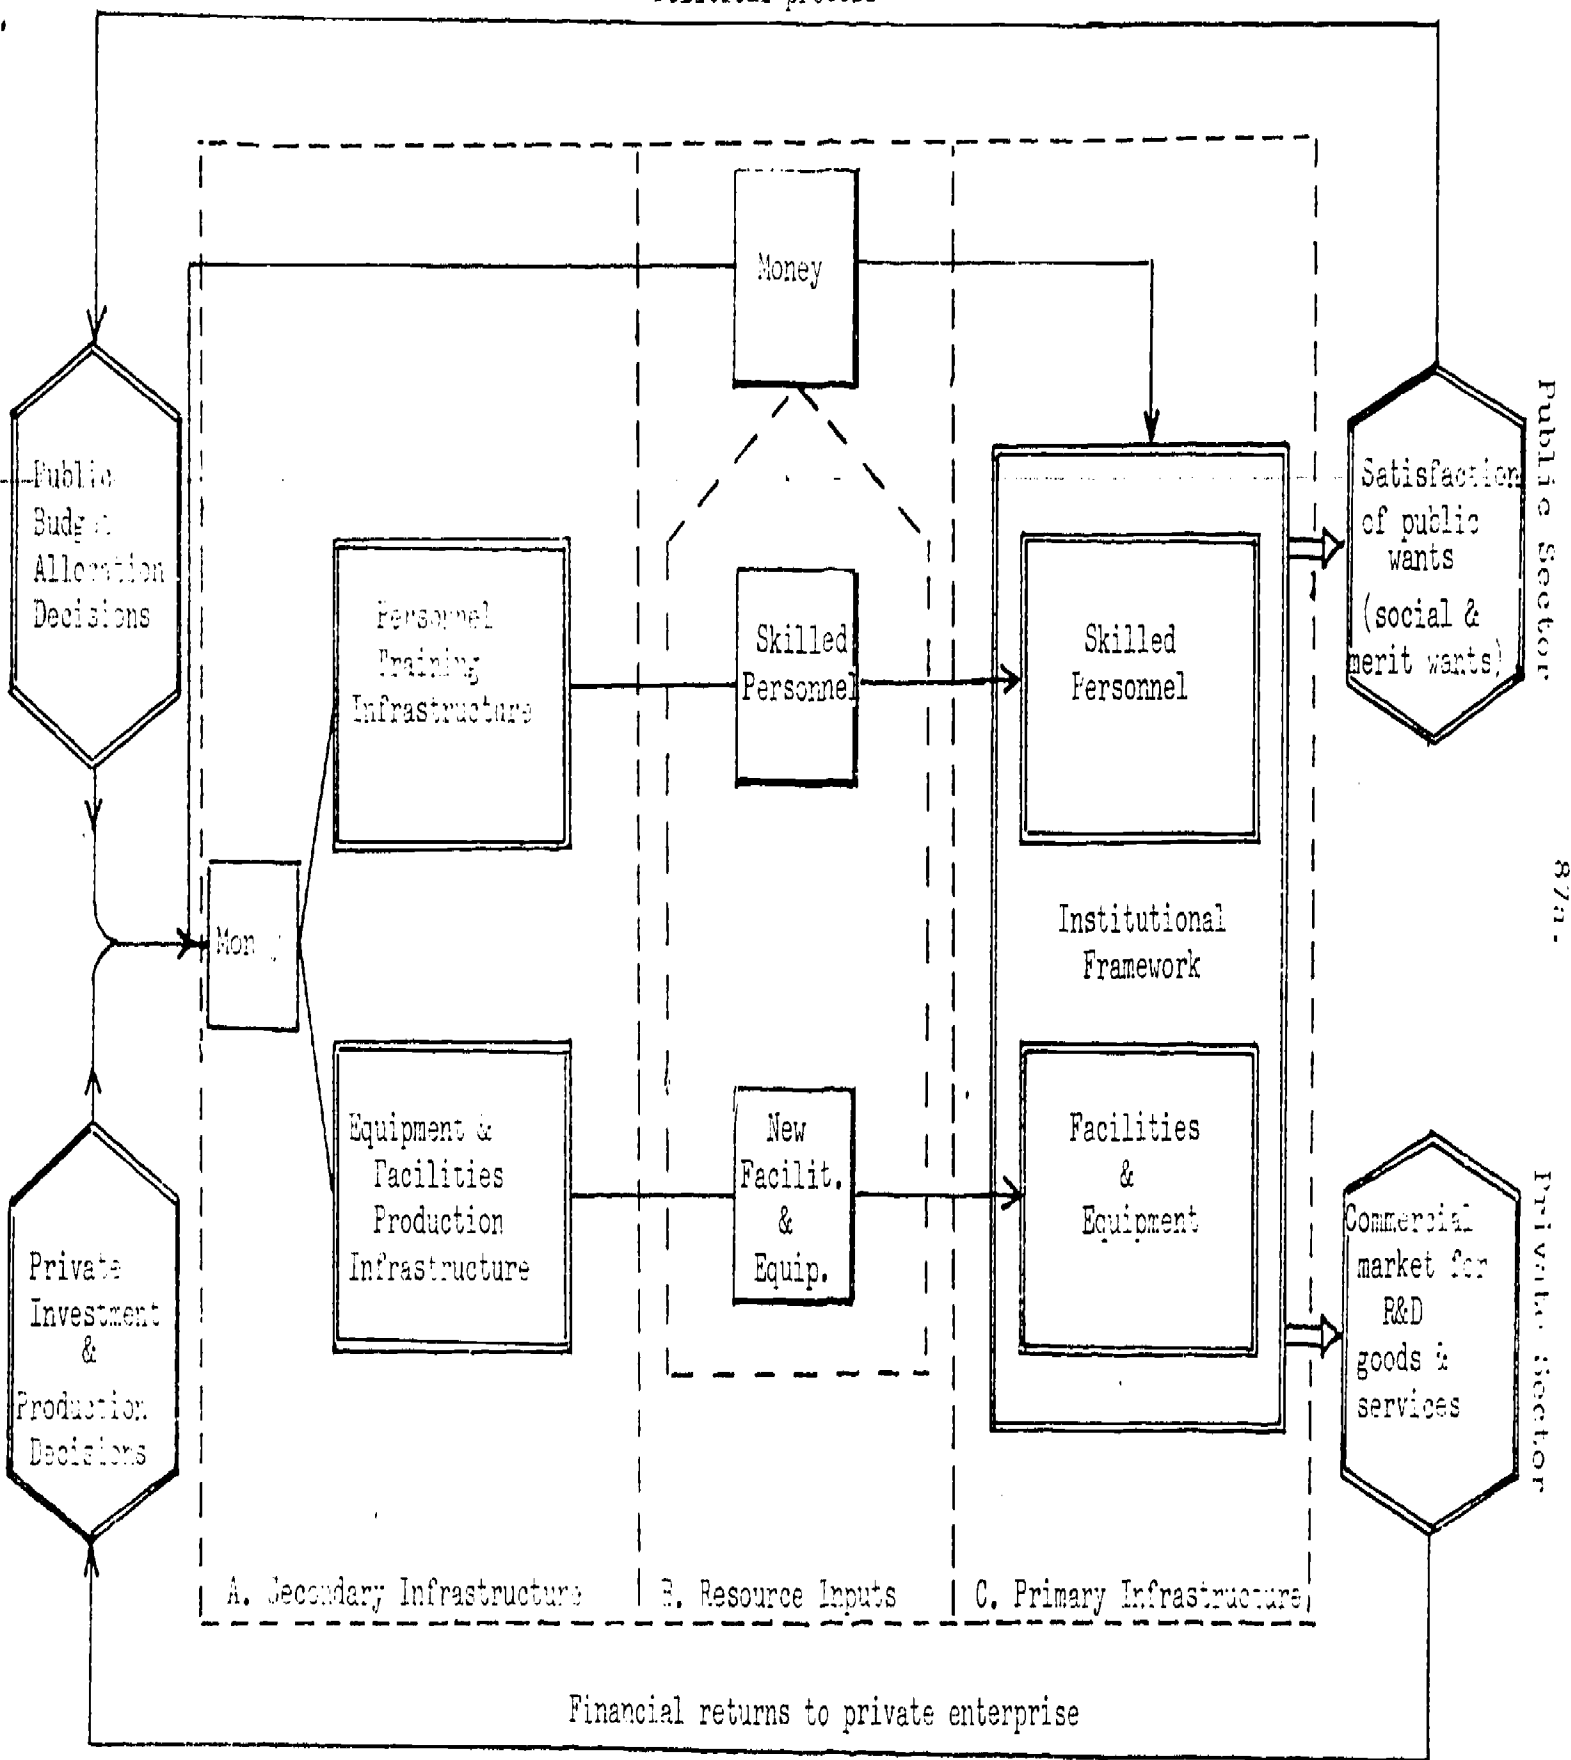 Money
Public
Budget
Allocation
Decisions
Personnel
Training
Infrastructure
Skilled
Personnel
Skilled
Personnel
Satisfaction
of public
wants
(social &
merit wants)
Public Sector
Money
Institutional
Framework
Equipment &
Facilities
Production
Infrastructure
New
Facilit.
&
Equip.
Facilities
&
Equipment
Private
Investment
&
Production
Decisions
Commercial
market for
R&D
goods &
services
Private Sector
A. Secondary Infrastructure
B. Resource Inputs
C. Primary Infrastructure
Financial returns to private enterprise